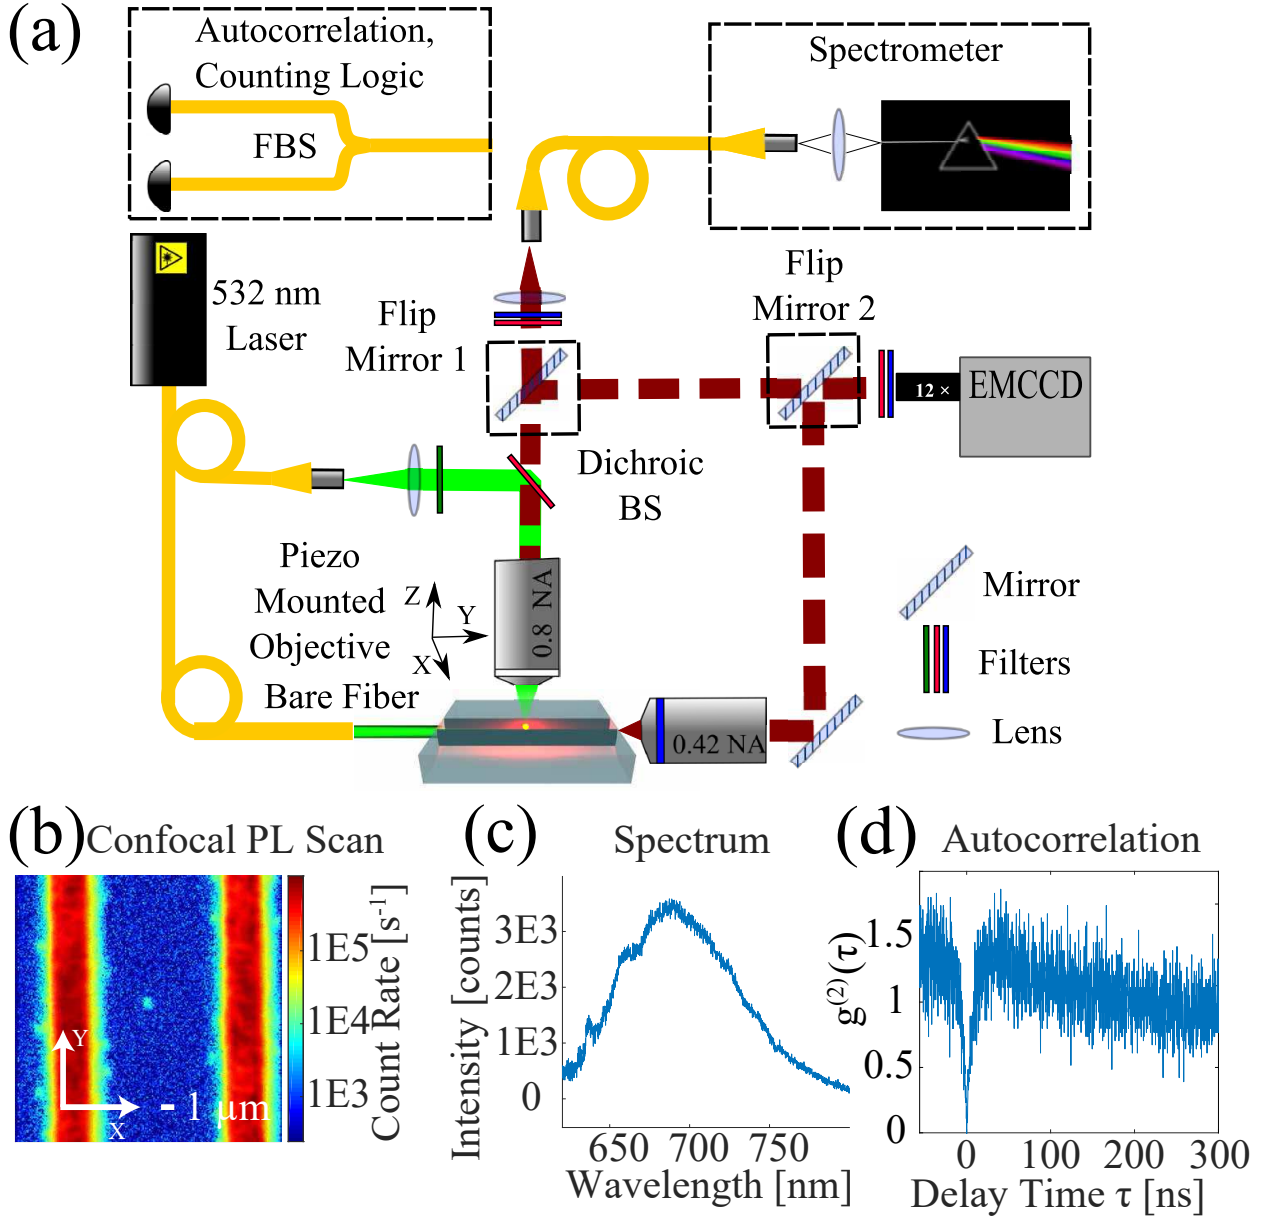 (a)
Autocorrelation,
Counting Logic
FBS
Spectrometer
532 nm
Laser
Flip
Mirror 1
Flip
Mirror 2
12 ×
EMCCD
Dichroic
BS
Piezo
Mounted
Objective
Z
Y
X
0.8 NA
Mirror
Filters
Lens
Bare Fiber
0.42 NA
(b)
Confocal PL Scan
Y
X
1 μm
1E5
1E4
1E3
Count Rate [s⁻¹]
(c)
Spectrum
Intensity [counts]
3E3
2E3
1E3
0
650 700 750
Wavelength [nm]
(d)
Autocorrelation
g⁽²⁾(τ)
1.5
1
0.5
0
0 100 200 300
Delay Time τ [ns]